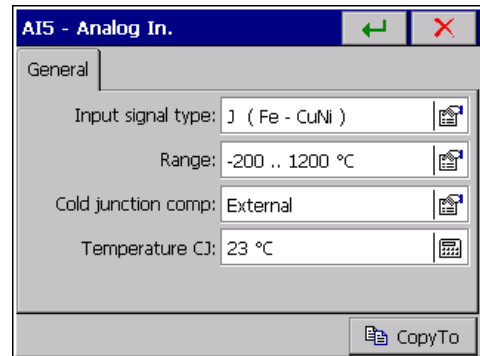 AI5 - Analog In.
General
Input signal type: J ( Fe - CuNi )
Range: -200 .. 1200 °C
Cold junction comp: External
Temperature CJ: 23 °C
CopyTo